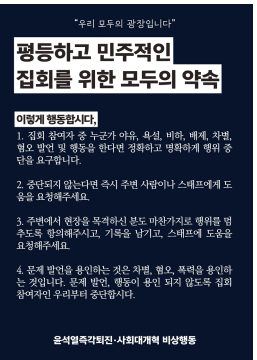 “우리 모두의 광장입니다”
평등하고 민주적인
집회를 위한 모두의 약속
이렇게 행동합시다,
1. 집회 참여자 중 누군가 야유, 욕설, 비하, 배제, 차별,
혐오 발언 및 행동을 한다면 정확하고 명확하게 행위 중
단을 요구합니다.
2. 중단되지 않는다면 즉시 주변 사람이나 스태프에게 도
움을 요청해주세요.
3. 주변에서 현장을 목격하신 분도 마찬가지로 행위를 멈
추도록 항의해주시고, 기록을 남기고, 스태프에 도움을
요청해주세요.
4. 문제 발언을 용인하는 것은 차별, 혐오, 폭력을 용인하
는 것입니다. 문제 발언, 행동이 용인 되지 않도록 집회
참여자인 우리부터 중단합시다.
윤석열즉각퇴진·사회대개혁 비상행동